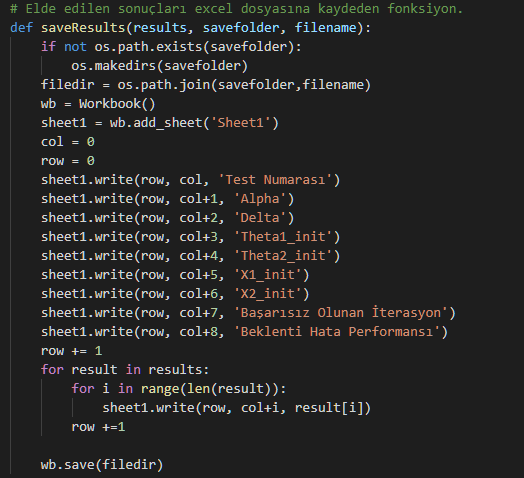 # Elde edilen sonuçları excel dosyasına kaydeden fonksiyon.
def saveResults(results, savefolder, filename):
    if not os.path.exists(savefolder):
        os.makedirs(savefolder)
    filedir = os.path.join(savefolder,filename)
    wb = Workbook()
    sheet1 = wb.add_sheet('Sheet1')
    col = 0
    row = 0
    sheet1.write(row, col, 'Test Numarası')
    sheet1.write(row, col+1, 'Alpha')
    sheet1.write(row, col+2, 'Delta')
    sheet1.write(row, col+3, 'Theta1_init')
    sheet1.write(row, col+4, 'Theta2_init')
    sheet1.write(row, col+5, 'X1_init')
    sheet1.write(row, col+6, 'X2_init')
    sheet1.write(row, col+7, 'Başarısız Olunan İterasyon')
    sheet1.write(row, col+8, 'Beklenti Hata Performansı')
    row += 1
    for result in results:
        for i in range(len(result)):
            sheet1.write(row, col+i, result[i])
        row +=1
    wb.save(filedir)